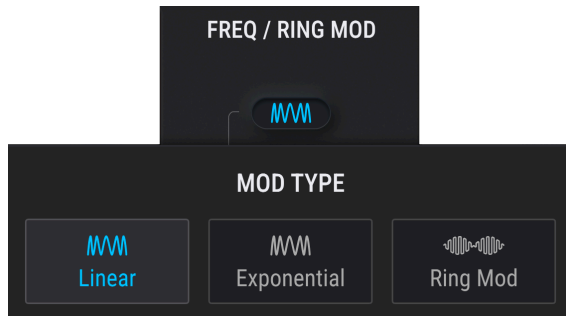 FREQ / RING MOD
MOD TYPE
Linear
Exponential
Ring Mod